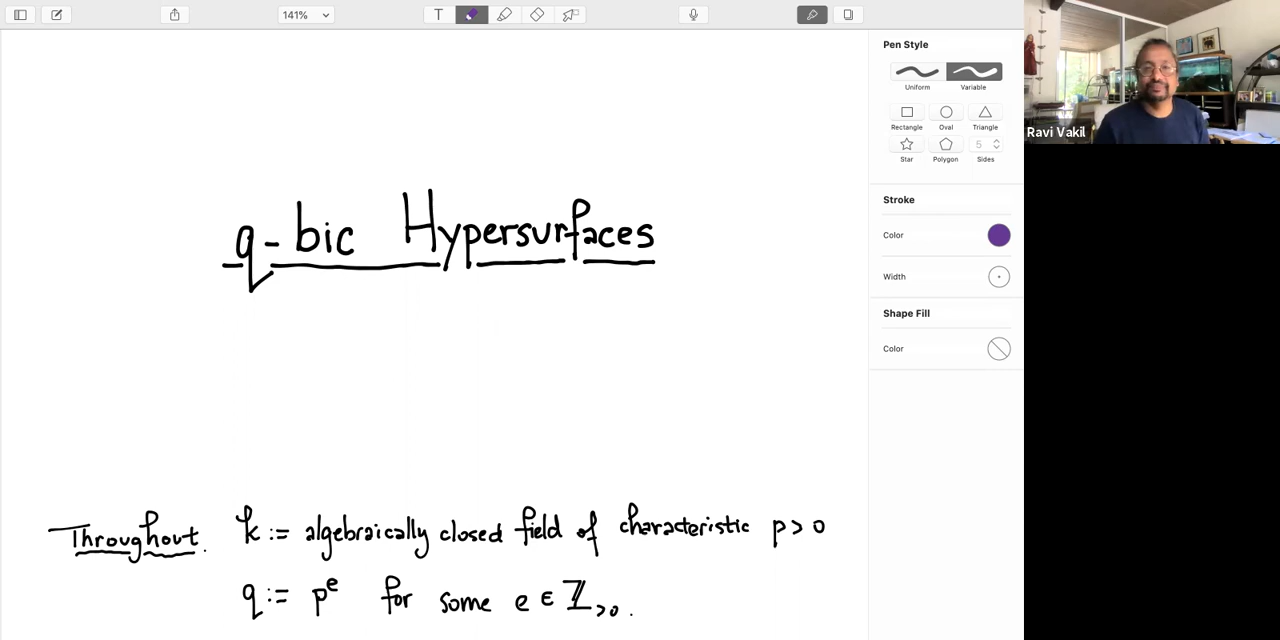 141%
T
Pen Style
Uniform
Variable
Rectangle
Oval
Triangle
5
Star
Polygon
Sides
Stroke
Color
Width
Shape Fill
Color
Ravi Vakil
q-bic Hypersurfaces
Throughout. k := algebraically closed field of characteristic p > 0
q := p^e for some e ∈ ℤ_{>0}.